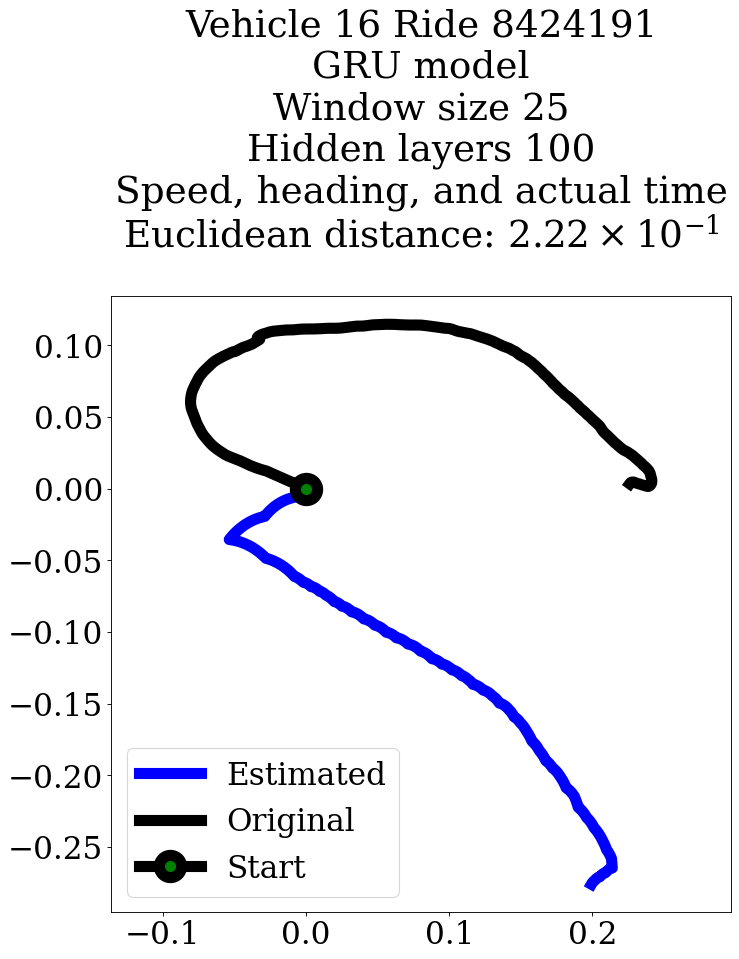 Vehicle 16 Ride 8424191
GRU model
Window size 25
Hidden layers 100
Speed, heading, and actual time
Euclidean distance: 2.22 × 10⁻¹
0.10
0.05
0.00
−0.05
−0.10
−0.15
−0.20
−0.25
Estimated
Original
Start
−0.1 0.0 0.1 0.2